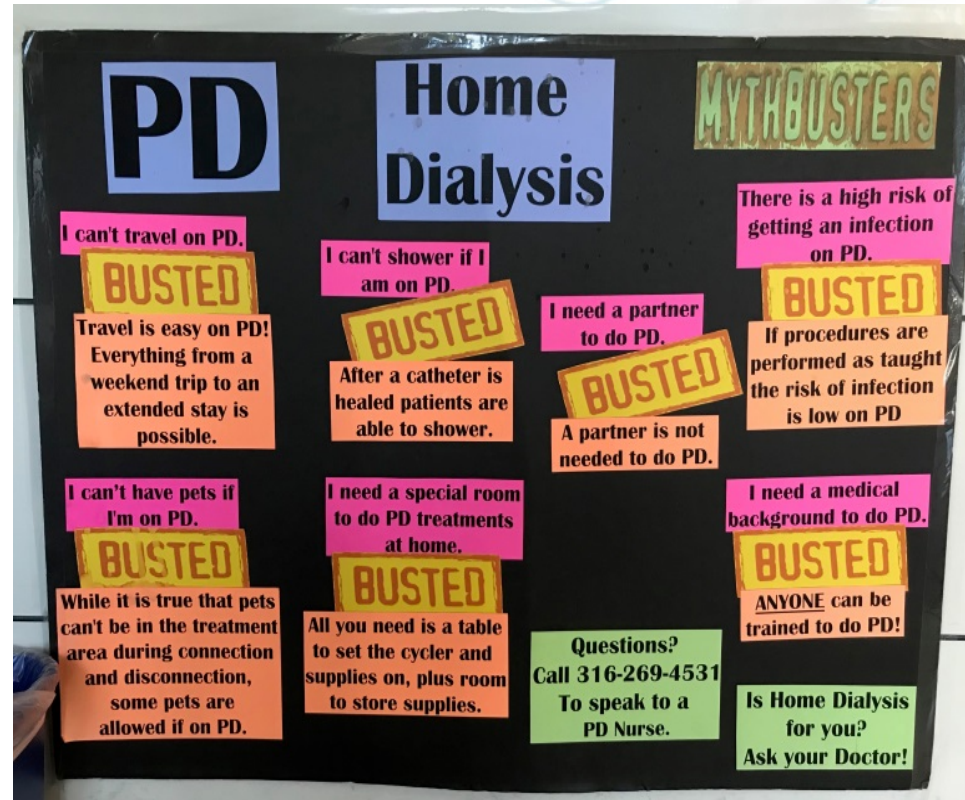 PD
Home
Dialysis
MYTHBUSTERS
I can't travel on PD.
BUSTED
Travel is easy on PD!
Everything from a
weekend trip to an
extended stay is
possible.
I can't shower if I
am on PD.
BUSTED
After a catheter is
healed patients are
able to shower.
I need a partner
to do PD.
BUSTED
A partner is not
needed to do PD.
There is a high risk of
getting an infection
on PD.
BUSTED
If procedures are
performed as taught
the risk of infection
is low on PD
I can't have pets if
I'm on PD.
BUSTED
While it is true that pets
can't be in the treatment
area during connection
and disconnection,
some pets are
allowed if on PD.
I need a special room
to do PD treatments
at home.
BUSTED
All you need is a table
to set the cycler and
supplies on, plus room
to store supplies.
Questions?
Call 316-269-4531
To speak to a
PD Nurse.
I need a medical
background to do PD.
BUSTED
ANYONE can be
trained to do PD!
Is Home Dialysis
for you?
Ask your Doctor!